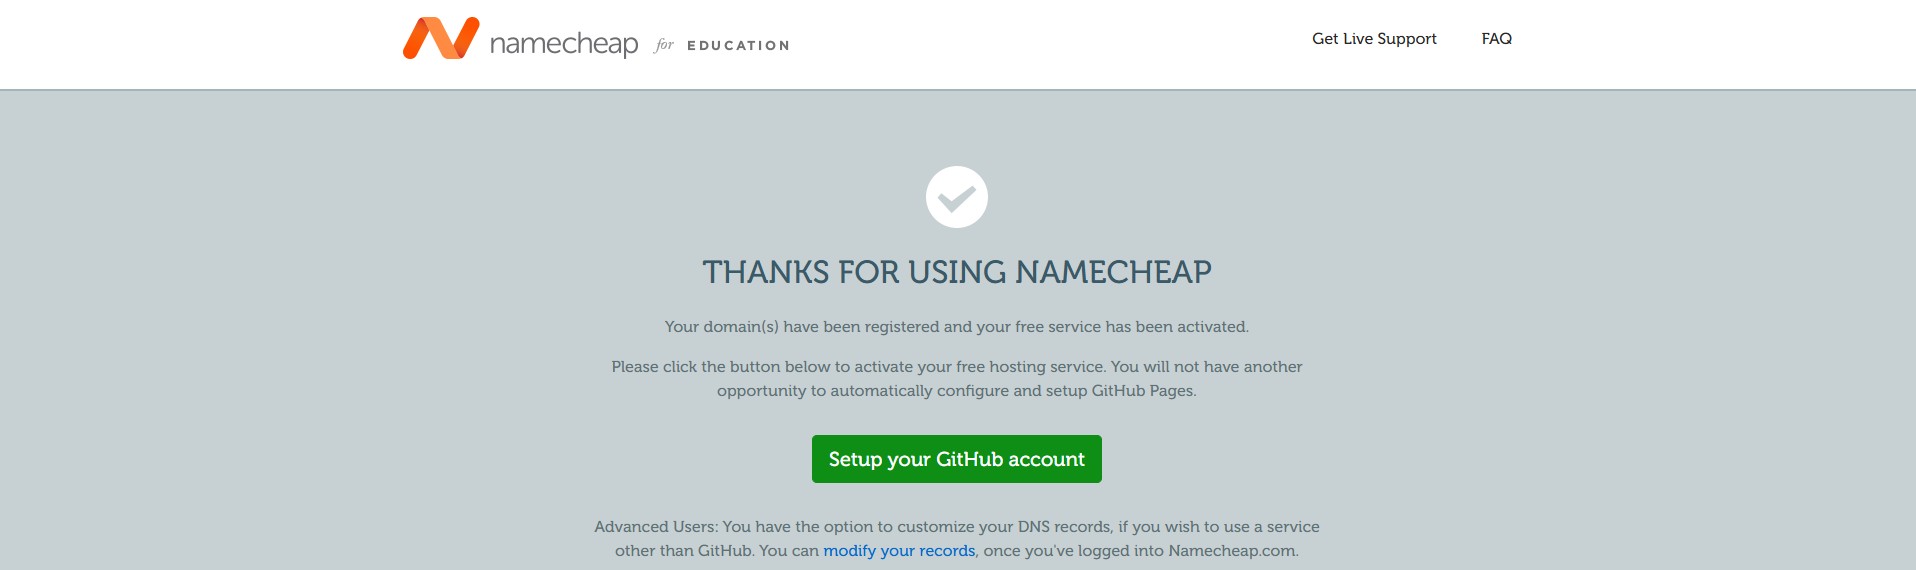 namecheap for EDUCATION
Get Live Support FAQ
THANKS FOR USING NAMECHEAP
Your domain(s) have been registered and your free service has been activated.
Please click the button below to activate your free hosting service. You will not have another
opportunity to automatically configure and setup GitHub Pages.
Setup your GitHub account
Advanced Users: You have the option to customize your DNS records, if you wish to use a service
other than GitHub. You can modify your records, once you've logged into Namecheap.com.